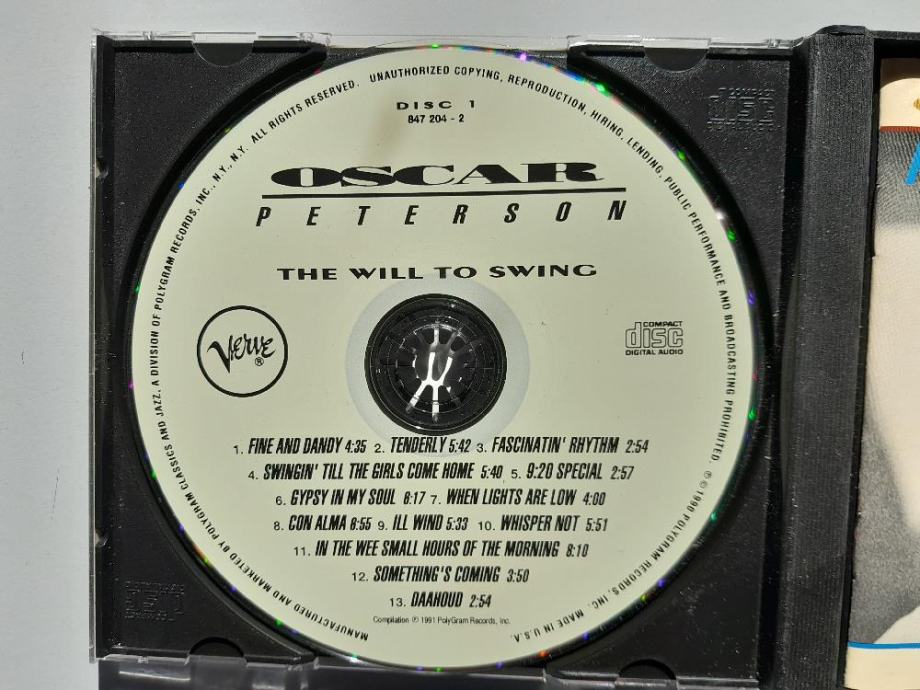 DISC 1
847 204 - 2
OSCAR
PETERSON
THE WILL TO SWING
Verve ®
COMPACT
disc
DIGITAL AUDIO
1. FINE AND DANDY 4:35 2. TENDERLY 5:42 3. FASCINATIN' RHYTHM 2:54
4. SWINGIN' TILL THE GIRLS COME HOME 5:40 5. 9:20 SPECIAL 2:57
6. GYPSY IN MY SOUL 8:17 7. WHEN LIGHTS ARE LOW 4:00
8. CON ALMA 8:55 9. ILL WIND 5:33 10. WHISPER NOT 5:51
11. IN THE WEE SMALL HOURS OF THE MORNING 8:10
12. SOMETHING'S COMING 3:50
13. DAAHOUD 2:54
Compilation ℗ 1991 PolyGram Records, Inc.
MANUFACTURED AND MARKETED BY POLYGRAM CLASSICS AND JAZZ, A DIVISION OF POLYGRAM RECORDS, INC., N.Y., N.Y. ALL RIGHTS RESERVED. UNAUTHORIZED COPYING, REPRODUCTION, HIRING, LENDING, PUBLIC PERFORMANCE AND BROADCASTING PROHIBITED. ℗ © 1990 POLYGRAM RECORDS, INC. MADE IN U.S.A.
COMPACT
disc